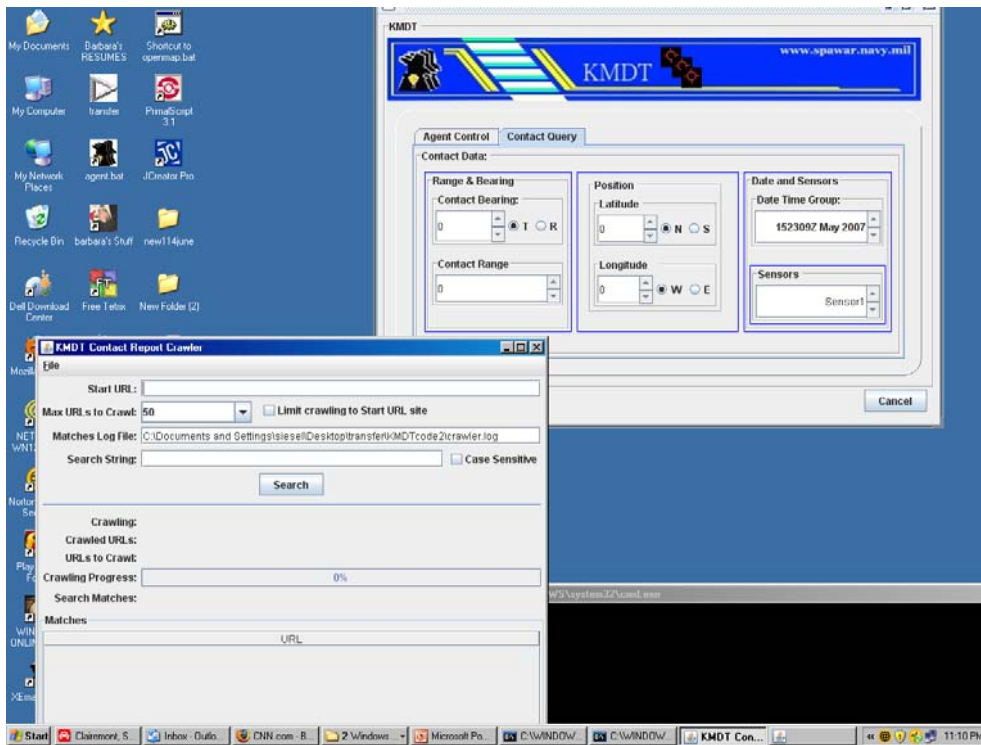 My Documents
Barbara's RESUMES
Shortcut to openmap.bat
My Computer
transfer
PrimalScript 3.1
My Network Places
agent.bat
JCreator Pro
Recycle Bin
barbara's Stuff
new114june
Dell Download Center
Free Tetrix
New Folder (2)
KMDT
www.spawar.navy.mil
KMDT
Agent Control
Contact Query
Contact Data:
Range & Bearing
Contact Bearing:
0
T
R
Contact Range
0
Position
Latitude
0
N
S
Longitude
0
W
E
Date and Sensors
Date Time Group:
152309Z May 2007
Sensors
Sensor1
Cancel
KMDT Contact Report Crawler
File
Start URL:
Max URLs to Crawl: 50
Limit crawling to Start URL site
Matches Log File: C:\Documents and Settings\siesel\Desktop\transfer\KMDTcode2\crawler.log
Search String:
Case Sensitive
Search
Crawling:
Crawled URLs:
URLs to Crawl:
Crawling Progress: 0%
Search Matches:
Matches
URL
WS\system32\cmd.exe
Start
Clairemont, S...
Inbox - Outlo...
CNN.com - B...
2 Windows ...
Microsoft Po...
C:\WINDOW...
C:\WINDOW...
KMDT Con...
11:10 PM